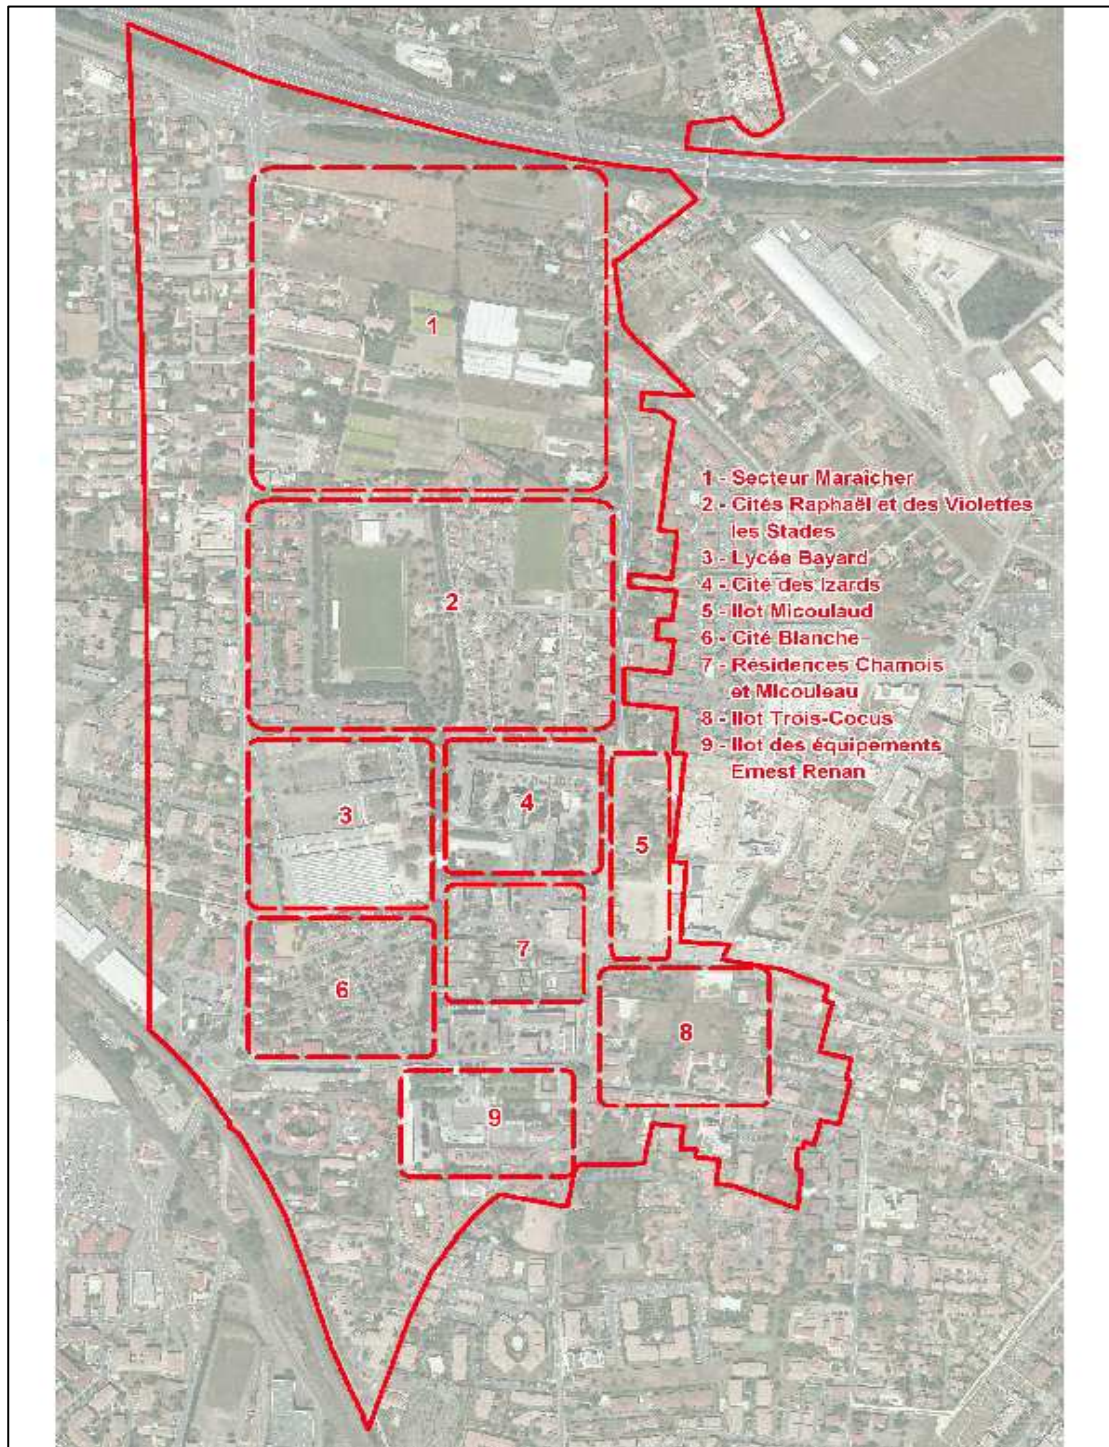 1
1 - Secteur Maraîcher
2 - Cités Raphaël et des Violettes
les Stades
3 - Lycée Bayard
4 - Cité des Izards
5 - Ilot Micoulaud
6 - Cité Blanche
7 - Résidences Chamois
et Micouleau
8 - Ilot Trois-Cocus
9 - Ilot des équipements
Ernest Renan
2
3
4
5
6
7
8
9